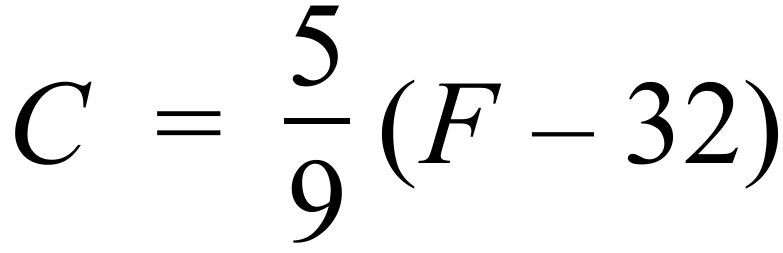 C = 5/9 (F − 32)